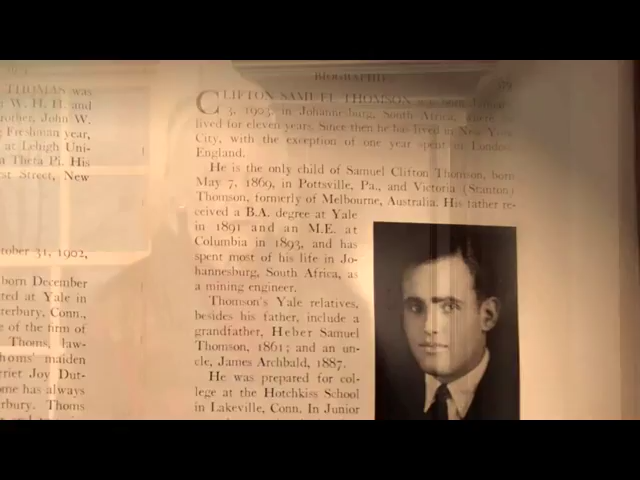 THOMAS was
W. H. H. and
rother, John W.
Freshman year,
at Lehigh Uni-
Theta Pi. His
est Street, New
tober 31, 1902,
born December
ted at Yale in
terbury, Conn.,
e of the firm of
Thoms, law-
homs' maiden
rriet Joy Dut-
ome has always
rbury. Thoms
BIOGRAPHIES
CLIFTON SAMUEL THOMSON was born
3, 1903, in Johannesburg, South Africa, where he
lived for eleven years. Since then he has lived in New York
City, with the exception of one year spent in London,
England.
He is the only child of Samuel Clifton Thomson, born
May 7, 1869, in Pottsville, Pa., and Victoria (Stanton)
Thomson, formerly of Melbourne, Australia. His father re-
ceived a B.A. degree at Yale
in 1891 and an M.E. at
Columbia in 1893, and has
spent most of his life in Jo-
hannesburg, South Africa, as
a mining engineer.
Thomson's Yale relatives,
besides his father, include a
grandfather, Heber Samuel
Thomson, 1861; and an un-
cle, James Archbald, 1887.
He was prepared for col-
lege at the Hotchkiss School
in Lakeville, Conn. In Junior